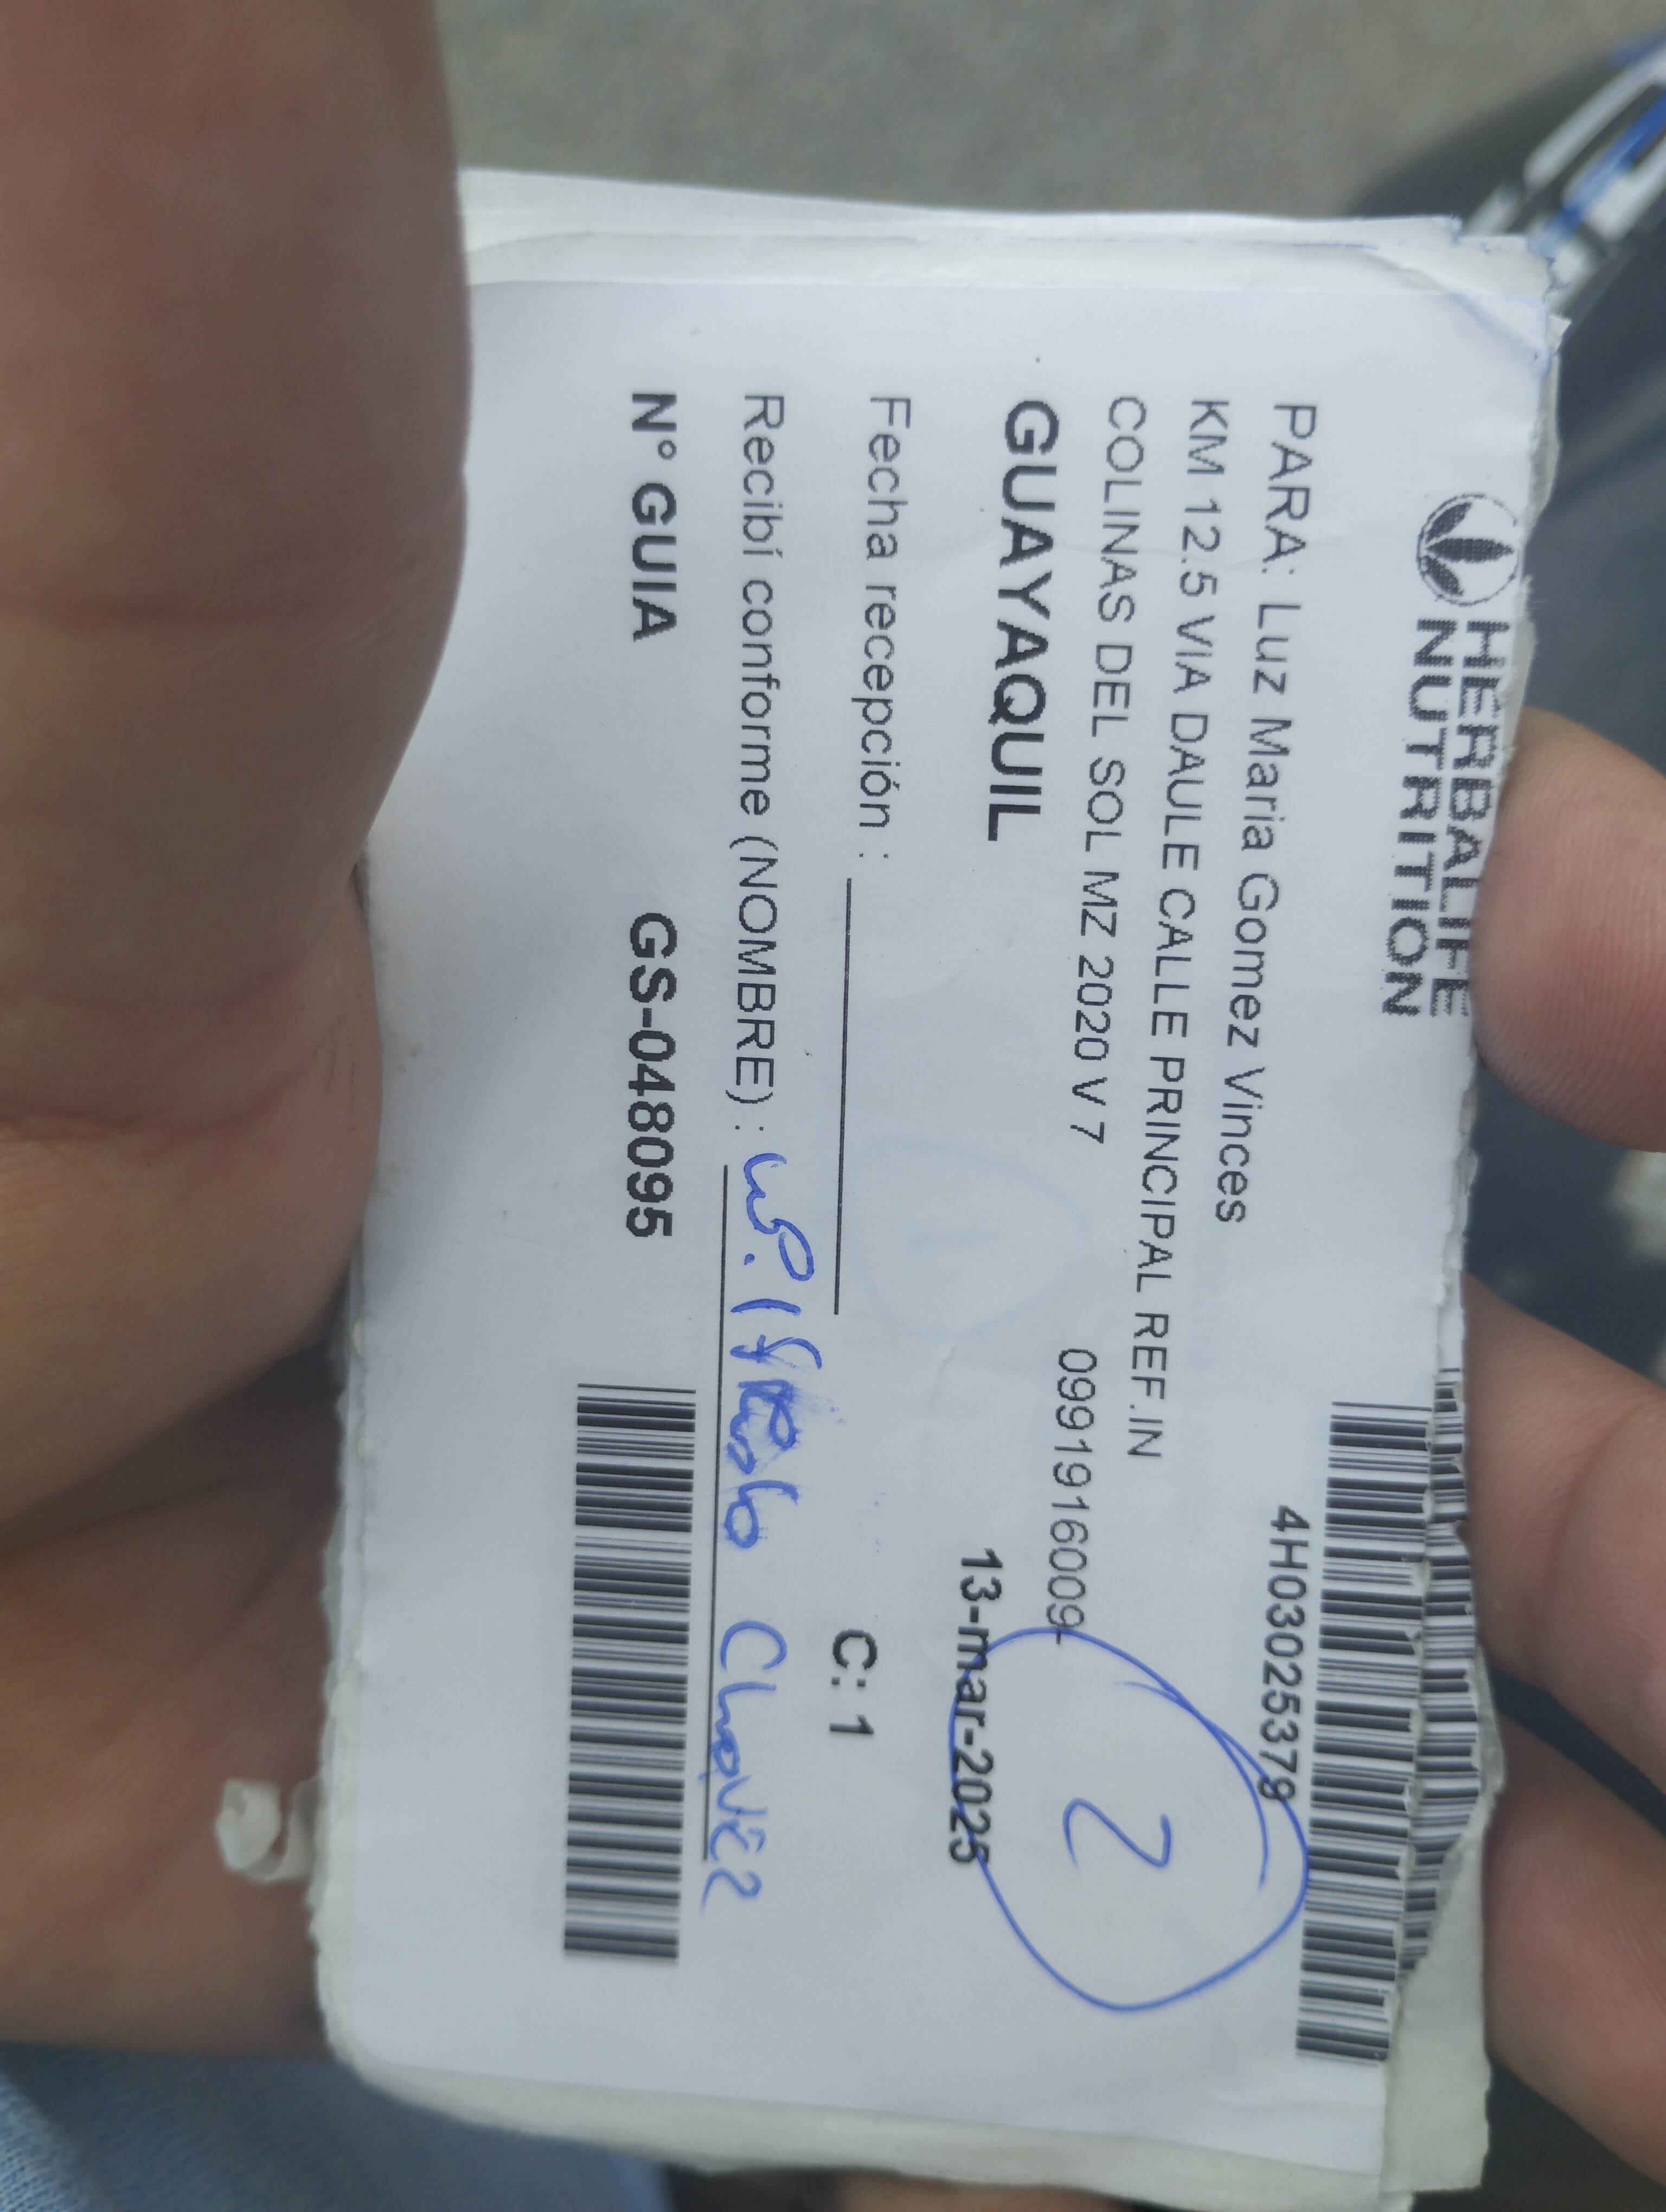 HERBALIFE
NUTRITION
4H03025379
PARA: Luz Maria Gomez Vinces
KM 12.5 VIA DAULE CALLE PRINCIPAL REF.IN
COLINAS DEL SOL MZ 2020 V 7 0991916009-
2
GUAYAQUIL 13-mar-2025
Fecha recepción :
C: 1
Recibí conforme (NOMBRE) : Chavez
N° GUIA GS-048095